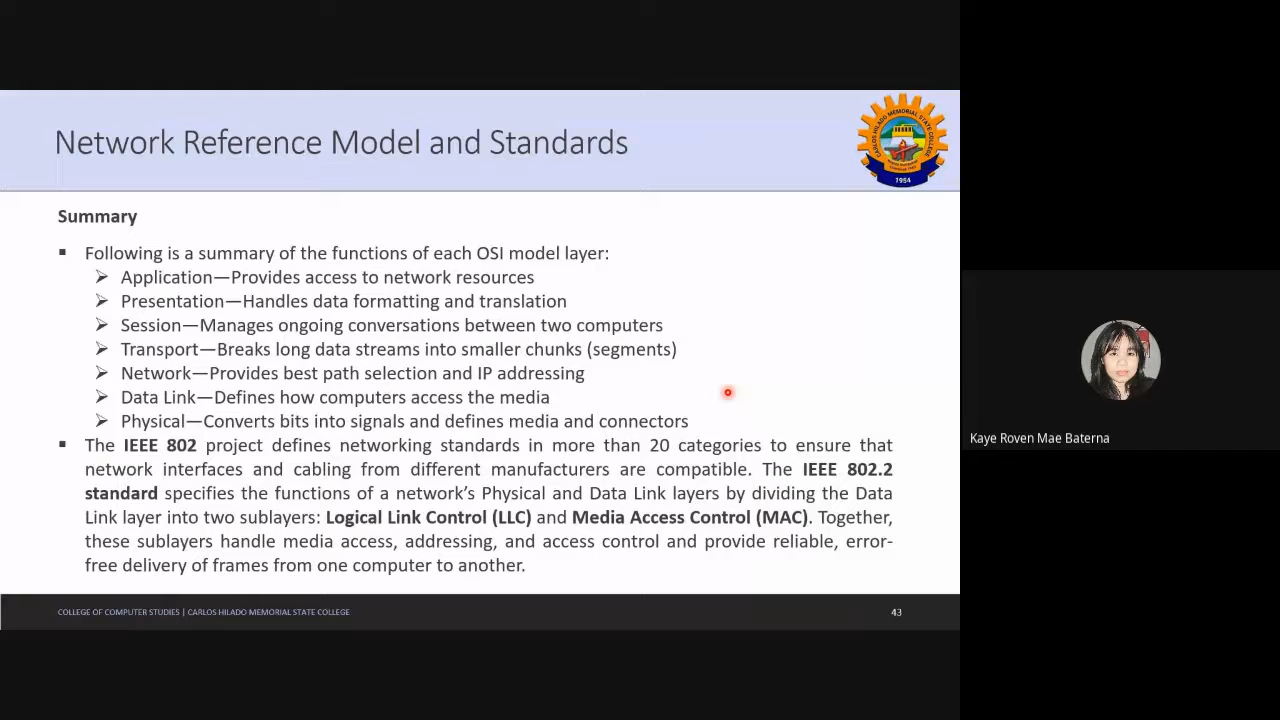 Network Reference Model and Standards
CARLOS HILADO MEMORIAL STATE COLLEGE
1954
Summary
▪ Following is a summary of the functions of each OSI model layer:
➢ Application—Provides access to network resources
➢ Presentation—Handles data formatting and translation
➢ Session—Manages ongoing conversations between two computers
➢ Transport—Breaks long data streams into smaller chunks (segments)
➢ Network—Provides best path selection and IP addressing
➢ Data Link—Defines how computers access the media
➢ Physical—Converts bits into signals and defines media and connectors
▪ The IEEE 802 project defines networking standards in more than 20 categories to ensure that
network interfaces and cabling from different manufacturers are compatible. The IEEE 802.2
standard specifies the functions of a network’s Physical and Data Link layers by dividing the Data
Link layer into two sublayers: Logical Link Control (LLC) and Media Access Control (MAC). Together,
these sublayers handle media access, addressing, and access control and provide reliable, error-
free delivery of frames from one computer to another.
COLLEGE OF COMPUTER STUDIES | CARLOS HILADO MEMORIAL STATE COLLEGE
43
Kaye Roven Mae Baterna